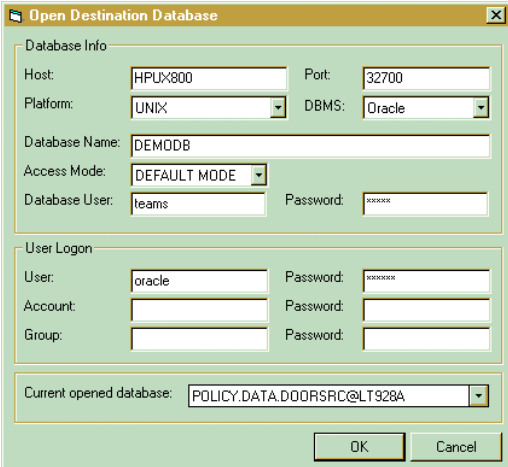 Open Destination Database
Database Info
Host: HPUX800 Port: 32700
Platform: UNIX DBMS: Oracle
Database Name: DEMODB
Access Mode: DEFAULT MODE
Database User: teams Password: *****
User Logon
User: oracle Password: ******
Account: Password:
Group: Password:
Current opened database: POLICY.DATA.DOORSRC@LT928A
OK Cancel